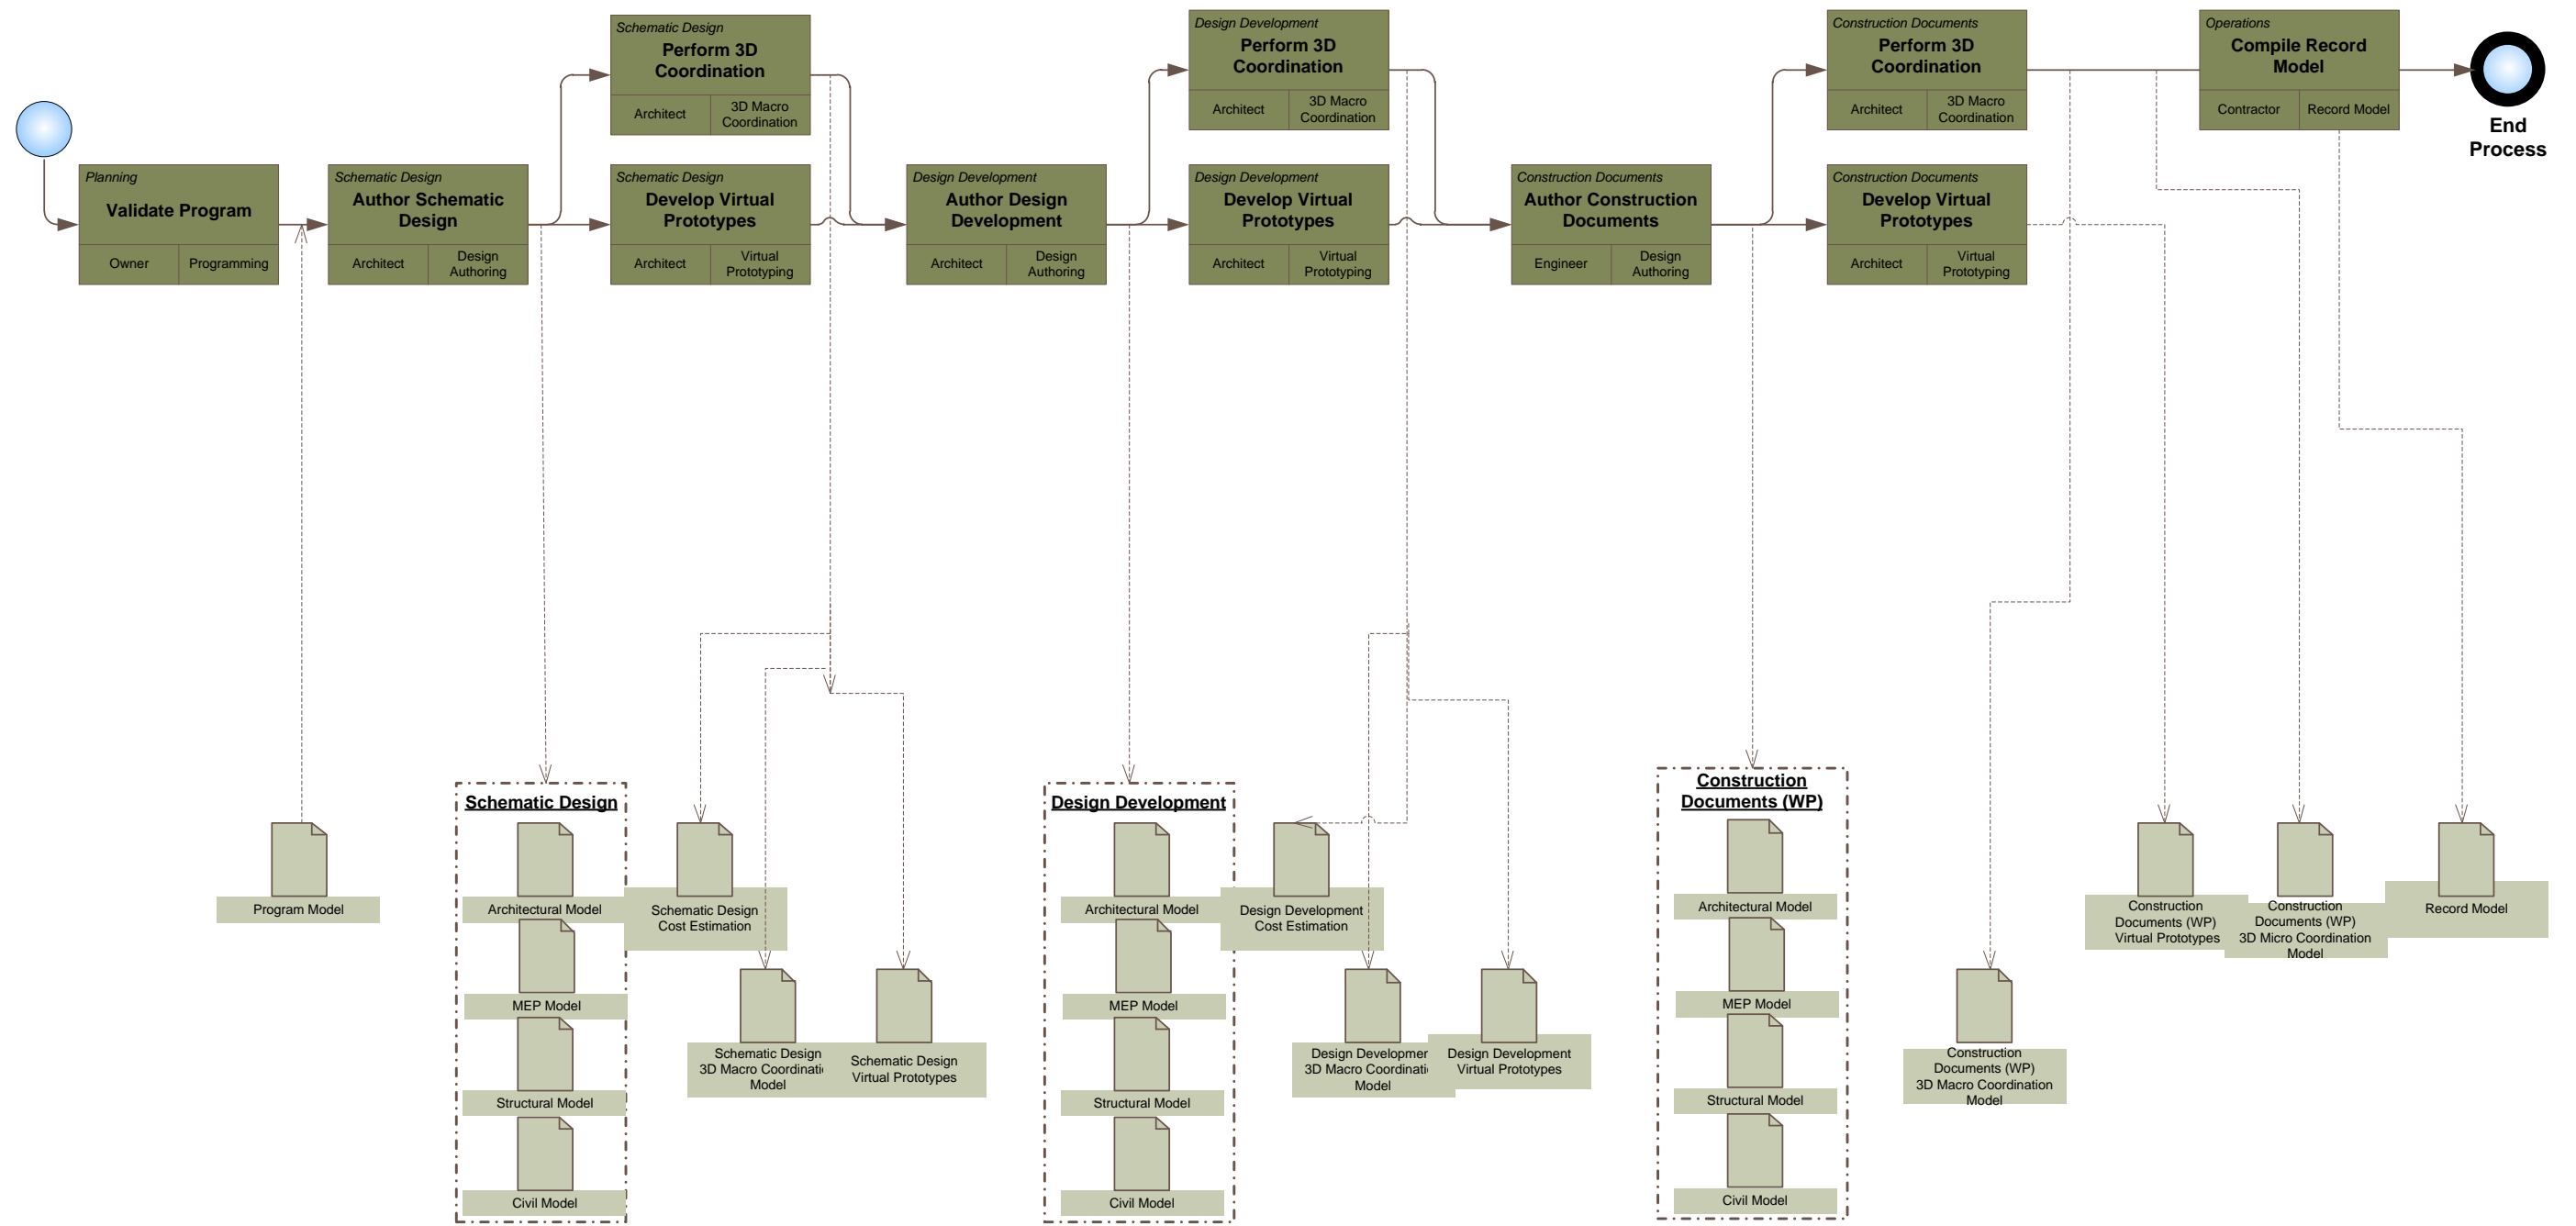 Schematic Design
Perform 3D
Coordination
Architect
3D Macro
Coordination
Design Development
Perform 3D
Coordination
Architect
3D Macro
Coordination
Construction Documents
Perform 3D
Coordination
Architect
3D Macro
Coordination
Operations
Compile Record
Model
Contractor
Record Model
End
Process
Planning
Validate Program
Owner
Programming
Schematic Design
Author Schematic
Design
Architect
Design
Authoring
Schematic Design
Develop Virtual
Prototypes
Architect
Virtual
Prototyping
Design Development
Author Design
Development
Architect
Design
Authoring
Design Development
Develop Virtual
Prototypes
Architect
Virtual
Prototyping
Construction Documents
Author Construction
Documents
Engineer
Design
Authoring
Construction Documents
Develop Virtual
Prototypes
Architect
Virtual
Prototyping
Program Model
Schematic Design
Architectural Model
MEP Model
Structural Model
Civil Model
Schematic Design
Cost Estimation
Schematic Design
3D Macro Coordinati
Model
Schematic Design
Virtual Prototypes
Design Development
Architectural Model
MEP Model
Structural Model
Civil Model
Design Development
Cost Estimation
Design Developmer
3D Macro Coordinati
Model
Design Development
Virtual Prototypes
Construction
Documents (WP)
Architectural Model
MEP Model
Structural Model
Civil Model
Construction
Documents (WP)
3D Macro Coordination
Model
Construction
Documents (WP)
Virtual Prototypes
Construction
Documents (WP)
3D Micro Coordination
Model
Record Model